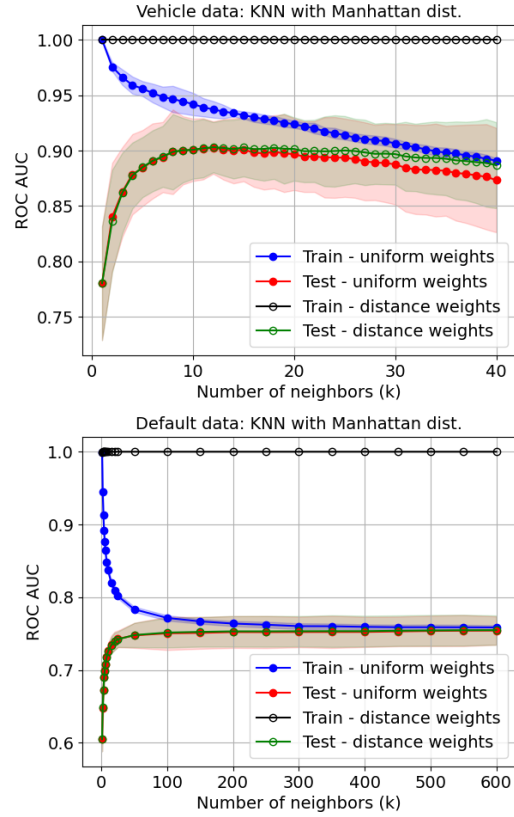 Vehicle data: KNN with Manhattan dist.
1.00
0.95
0.90
0.85
0.80
0.75
ROC AUC
Train - uniform weights
Test - uniform weights
Train - distance weights
Test - distance weights
0
10
20
30
40
Number of neighbors (k)
Default data: KNN with Manhattan dist.
1.0
0.9
0.8
0.7
0.6
ROC AUC
Train - uniform weights
Test - uniform weights
Train - distance weights
Test - distance weights
0
100
200
300
400
500
600
Number of neighbors (k)